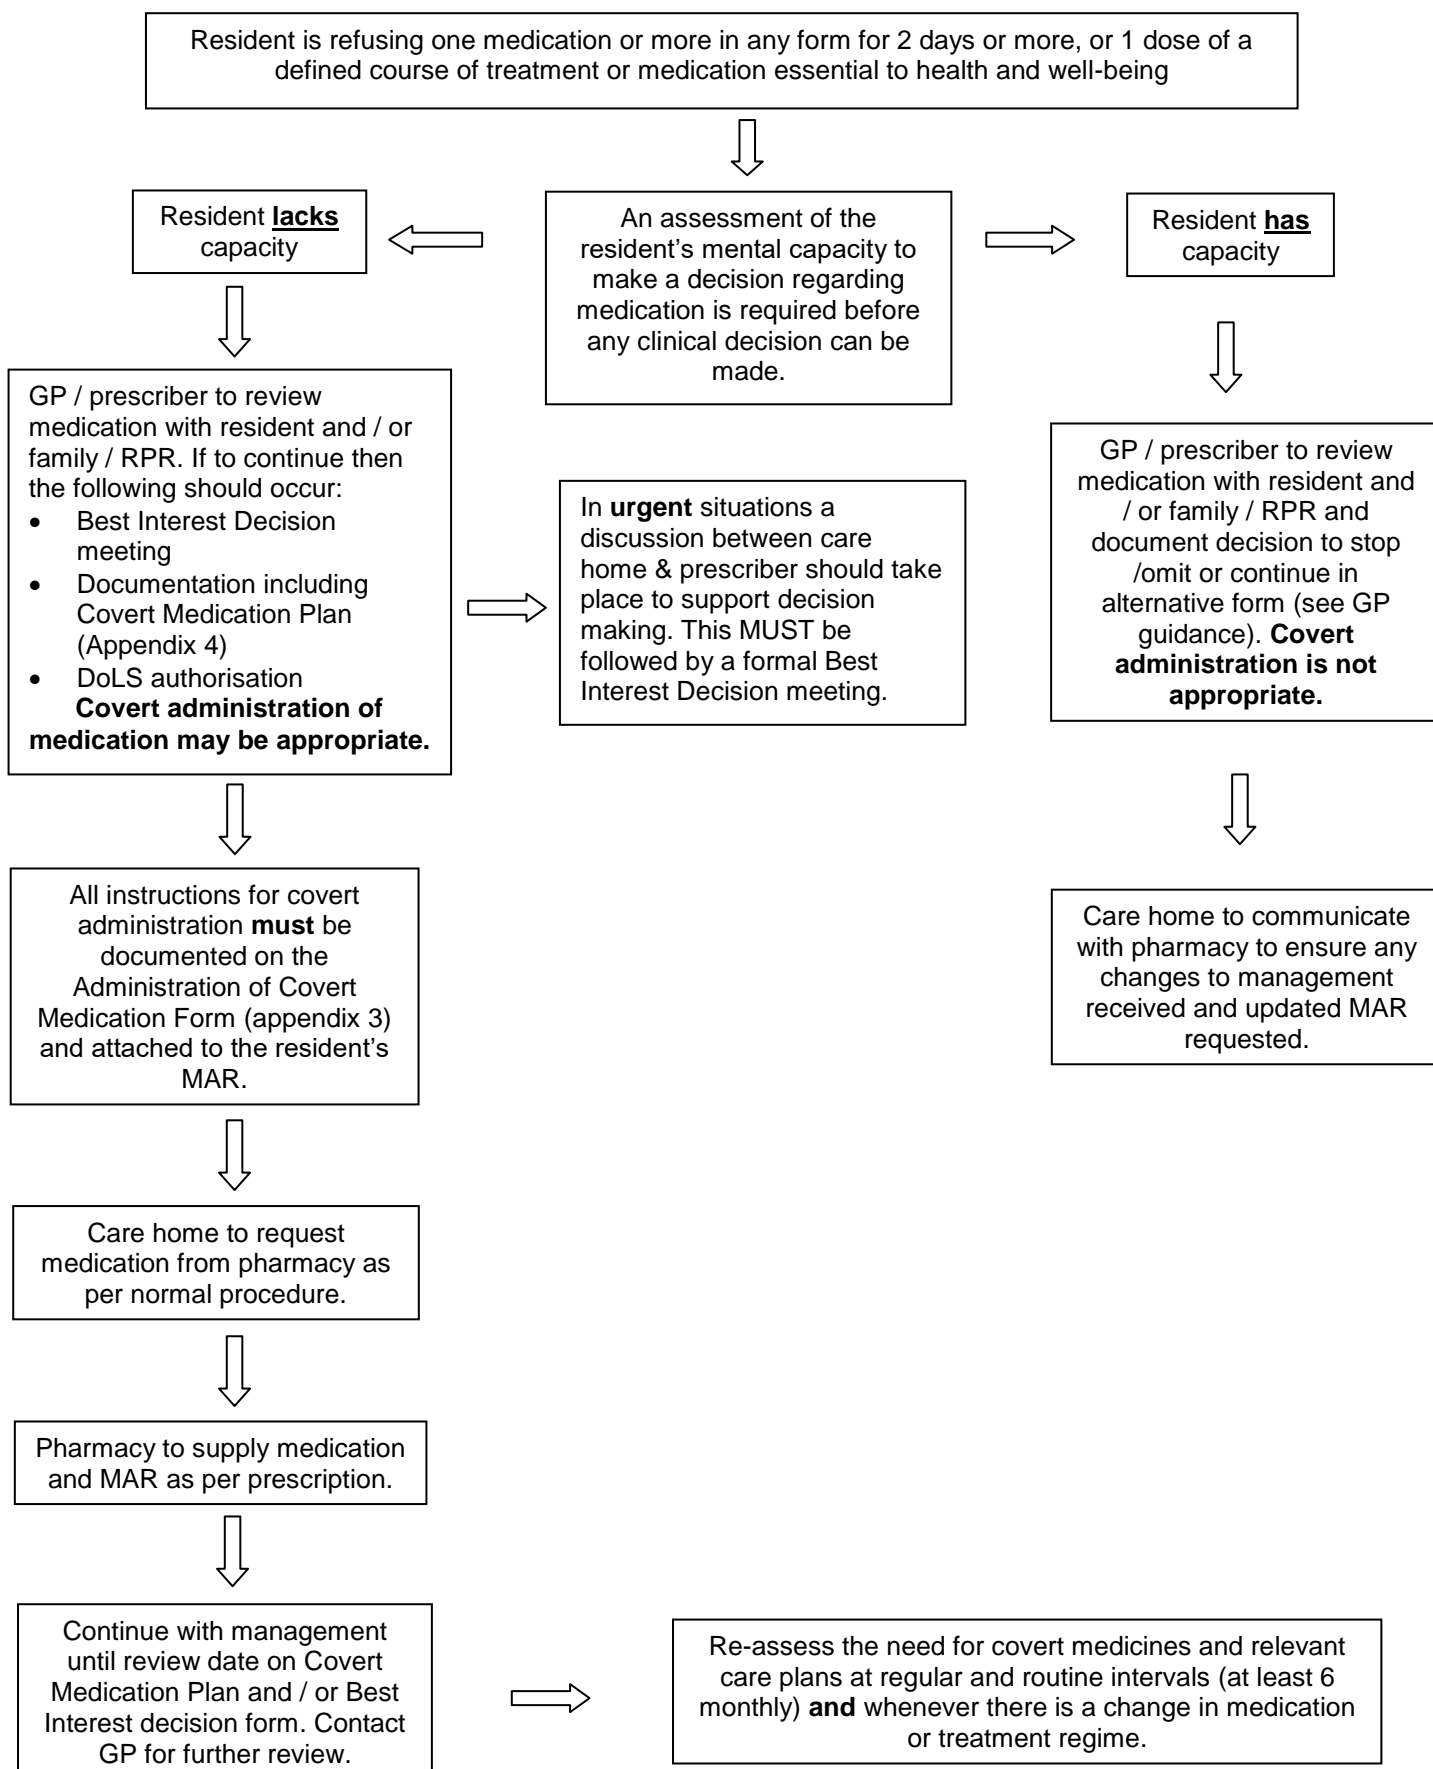 Resident is refusing one medication or more in any form for 2 days or more, or 1 dose of a
defined course of treatment or medication essential to health and well-being
Resident lacks
capacity
An assessment of the
resident’s mental capacity to
make a decision regarding
medication is required before
any clinical decision can be
made.
Resident has
capacity
GP / prescriber to review
medication with resident and / or
family / RPR. If to continue then
the following should occur:
• Best Interest Decision
meeting
• Documentation including
Covert Medication Plan
(Appendix 4)
• DoLS authorisation
Covert administration of
medication may be appropriate.
In urgent situations a
discussion between care
home & prescriber should take
place to support decision
making. This MUST be
followed by a formal Best
Interest Decision meeting.
GP / prescriber to review
medication with resident and
/ or family / RPR and
document decision to stop
/omit or continue in
alternative form (see GP
guidance). Covert
administration is not
appropriate.
All instructions for covert
administration must be
documented on the
Administration of Covert
Medication Form (appendix 3)
and attached to the resident’s
MAR.
Care home to communicate
with pharmacy to ensure any
changes to management
received and updated MAR
requested.
Care home to request
medication from pharmacy as
per normal procedure.
Pharmacy to supply medication
and MAR as per prescription.
Continue with management
until review date on Covert
Medication Plan and / or Best
Interest decision form. Contact
GP for further review.
Re-assess the need for covert medicines and relevant
care plans at regular and routine intervals (at least 6
monthly) and whenever there is a change in medication
or treatment regime.